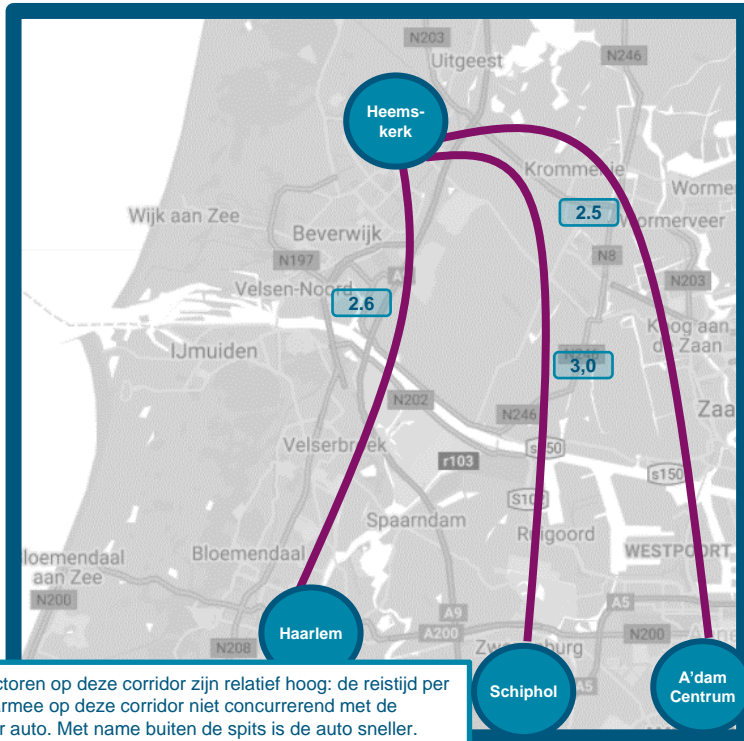 N203
Uitgeest
N246
Heems-
kerk
Krommenie
Wormer
2.5
Wormerveer
Wijk aan Zee
Beverwijk
N8
N197
N203
Velsen-Noord
2.6
Koog aan
de Zaan
IJmuiden
N246
3,0
N202
N246
Zaa
Velserbroek
s150
r103
s150
S102
Spaarndam
Ruigoord
WESTPOORT
loemendaal
aan Zee
Bloemendaal
N200
A9
A5
Haarlem
A200
N200
N208
Zwanenburg
A5
Schiphol
A'dam
Centrum
ctoren op deze corridor zijn relatief hoog: de reistijd per
armee op deze corridor niet concurrerend met de
r auto. Met name buiten de spits is de auto sneller.